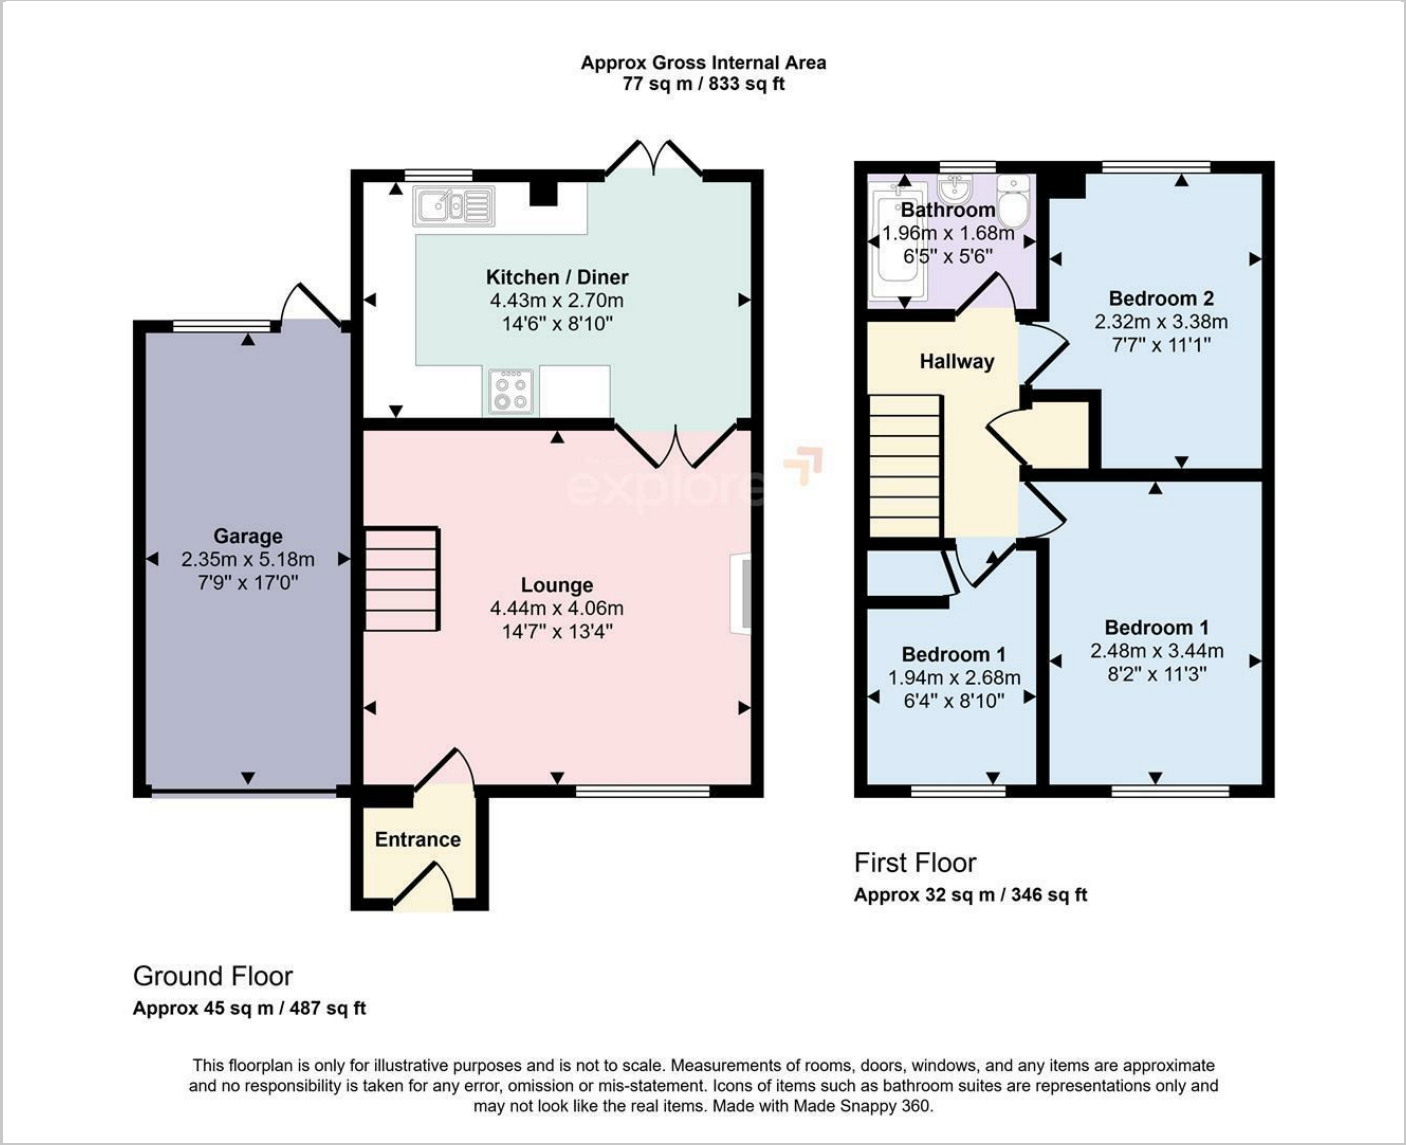 Approx Gross Internal Area
77 sq m / 833 sq ft
Kitchen / Diner
4.43m x 2.70m
14'6" x 8'10"
Garage
2.35m x 5.18m
7'9" x 17'0"
explore
Lounge
4.44m x 4.06m
14'7" x 13'4"
Entrance
Ground Floor
Approx 45 sq m / 487 sq ft
Bathroom
1.96m x 1.68m
6'5" x 5'6"
Bedroom 2
2.32m x 3.38m
7'7" x 11'1"
Hallway
Bedroom 1
2.48m x 3.44m
8'2" x 11'3"
Bedroom 1
1.94m x 2.68m
6'4" x 8'10"
First Floor
Approx 32 sq m / 346 sq ft
This floorplan is only for illustrative purposes and is not to scale. Measurements of rooms, doors, windows, and any items are approximate
and no responsibility is taken for any error, omission or mis-statement. Icons of items such as bathroom suites are representations only and
may not look like the real items. Made with Made Snappy 360.